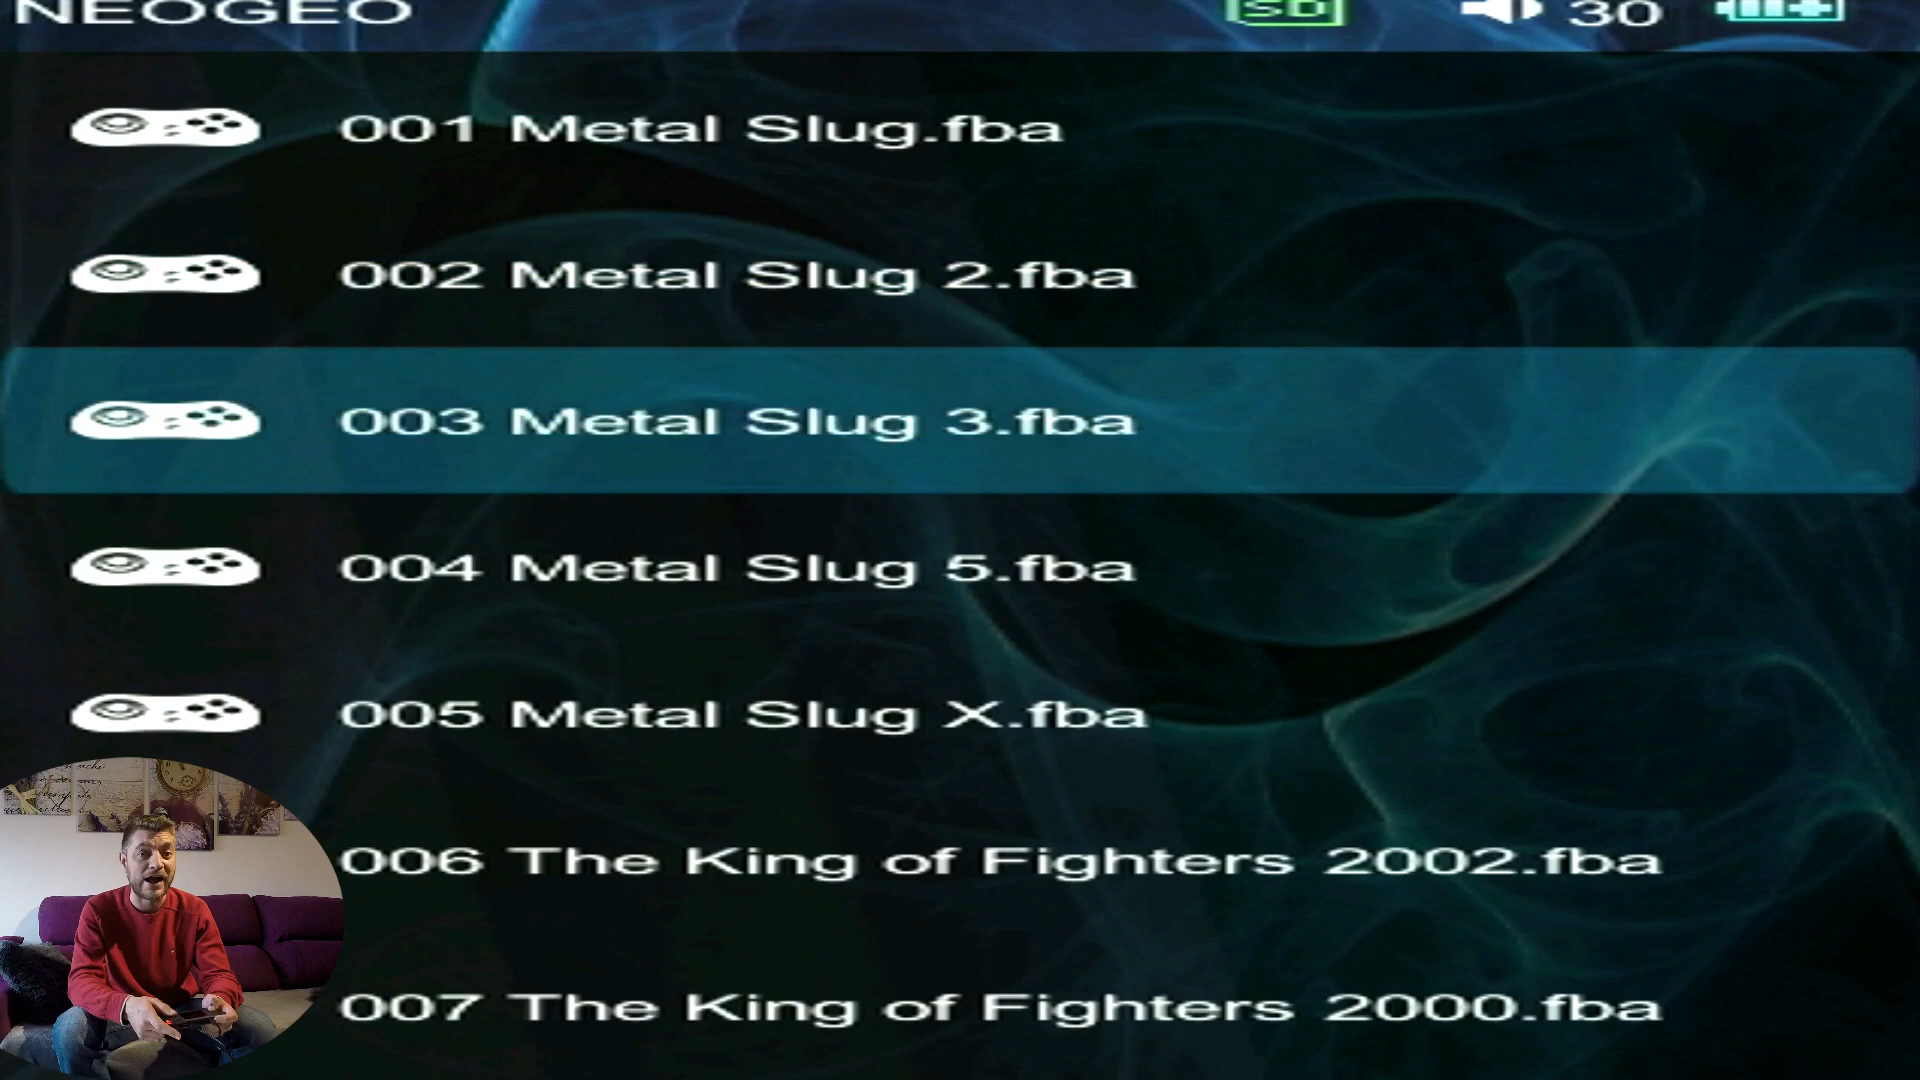 NEOGEO
SD
30
001 Metal Slug.fba
002 Metal Slug 2.fba
003 Metal Slug 3.fba
004 Metal Slug 5.fba
005 Metal Slug X.fba
006 The King of Fighters 2002.fba
007 The King of Fighters 2000.fba